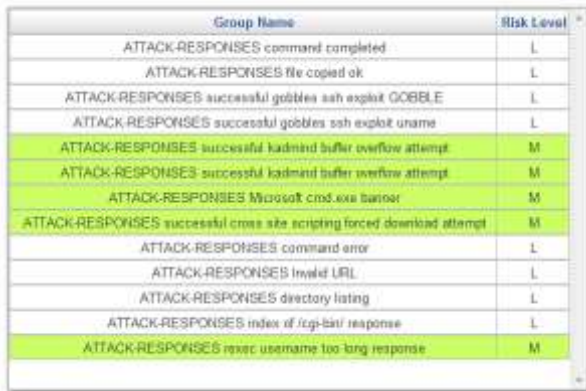 Group Name Risk Level
ATTACK-RESPONSES command completed L
ATTACK-RESPONSES file copied ok L
ATTACK-RESPONSES successful gobbles ssh exploit GOBBLE L
ATTACK-RESPONSES successful gobbles ssh exploit uname L
ATTACK-RESPONSES successful kadmind buffer overflow attempt M
ATTACK-RESPONSES successful kadmind buffer overflow attempt M
ATTACK-RESPONSES Microsoft cmd.exe banner M
ATTACK-RESPONSES successful cross site scripting forced download attempt M
ATTACK-RESPONSES command error L
ATTACK-RESPONSES Invalid URL L
ATTACK-RESPONSES directory listing L
ATTACK-RESPONSES index of /cgi-bin/ response L
ATTACK-RESPONSES rexec username too long response M